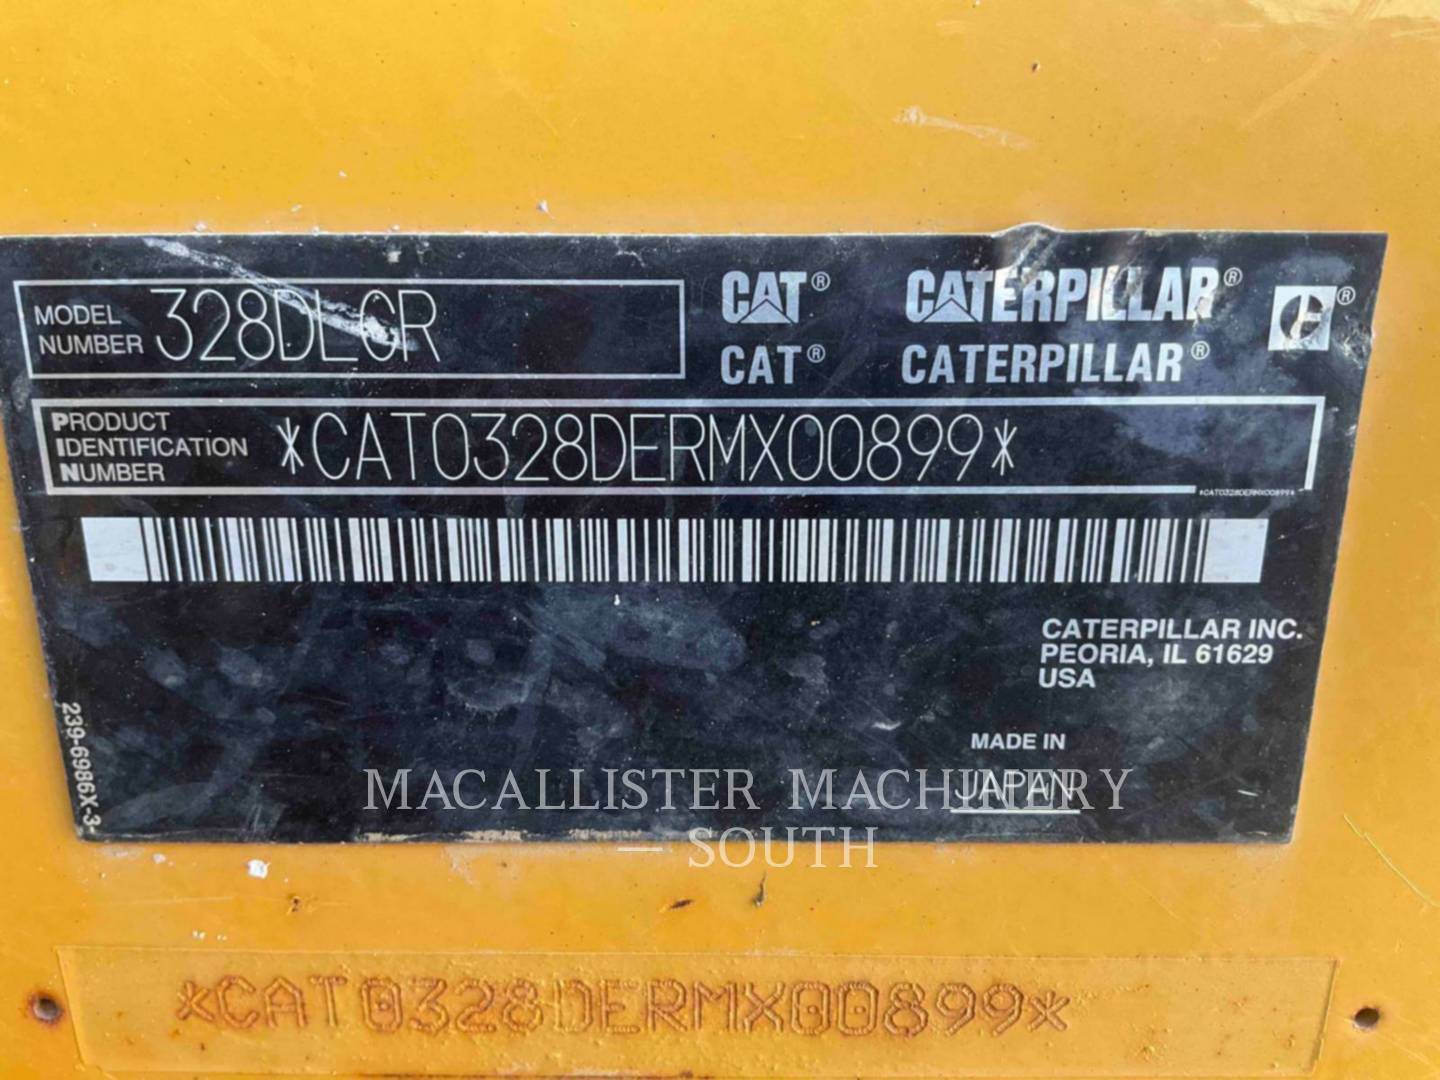 MODEL NUMBER 328DLCR
CAT® CATERPILLAR®
CAT® CATERPILLAR®
PRODUCT IDENTIFICATION NUMBER *CAT0328DERMX00899*
*CAT0328DERMX00899*
CATERPILLAR INC.
PEORIA, IL 61629
USA
MADE IN
JAPAN
239-6986X-3-
MACALLISTER MACHINERY
— SOUTH
*CAT0328DERMX00899*